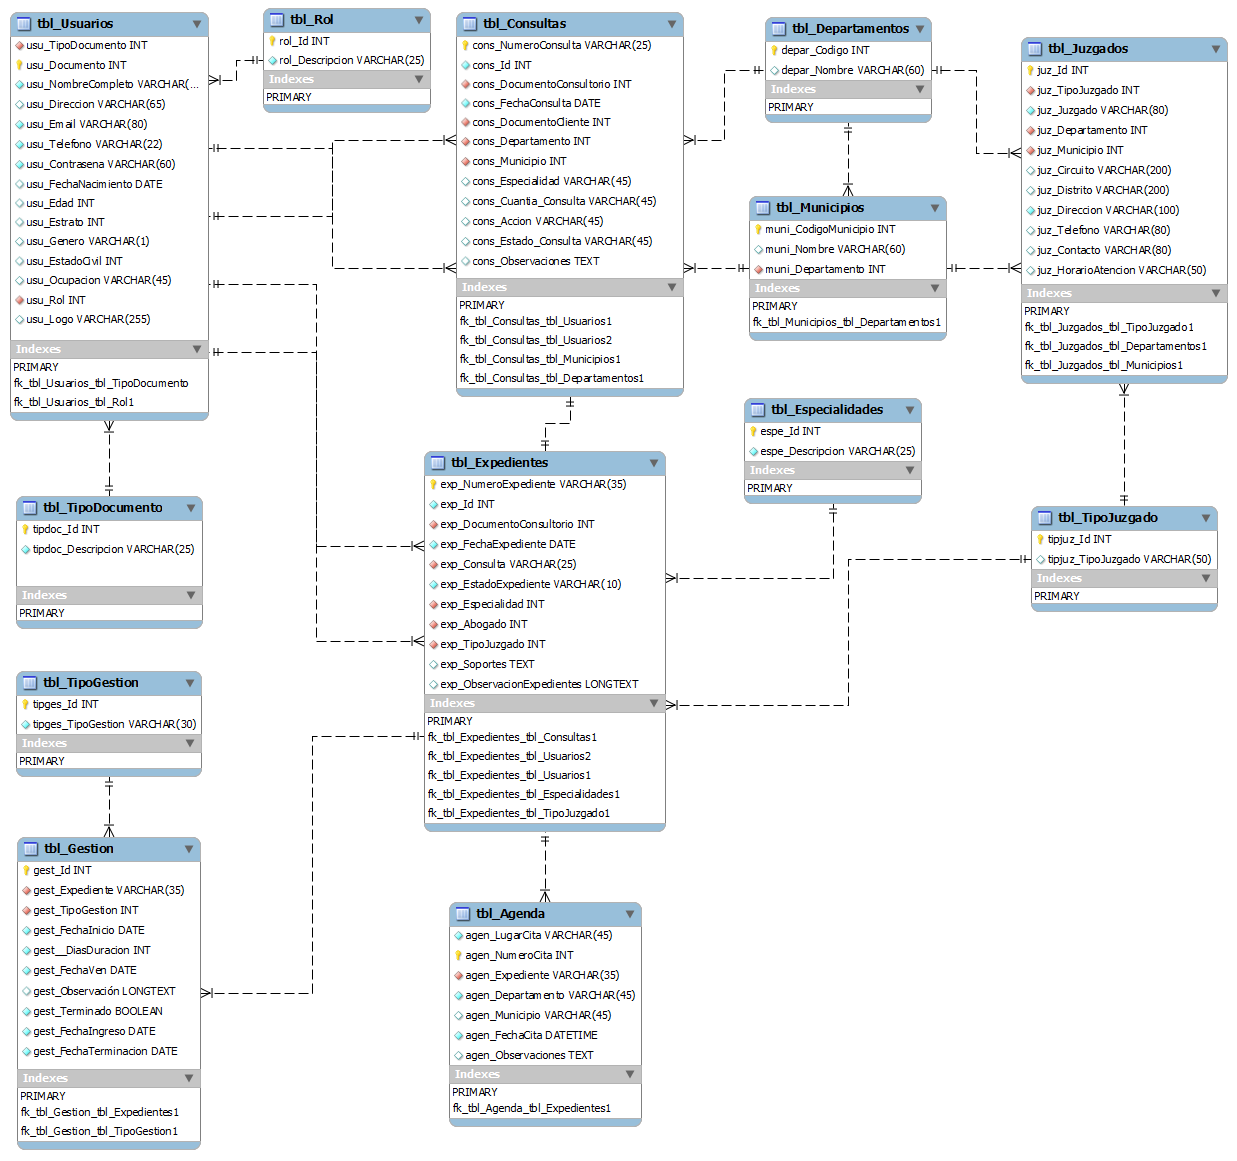 tbl_Usuarios
usu_TipoDocumento INT
usu_Documento INT
usu_NombreCompleto VARCHAR(...
usu_Direccion VARCHAR(65)
usu_Email VARCHAR(80)
usu_Telefono VARCHAR(22)
usu_Contrasena VARCHAR(60)
usu_FechaNacimiento DATE
usu_Edad INT
usu_Estrato INT
usu_Genero VARCHAR(1)
usu_EstadoCivil INT
usu_Ocupacion VARCHAR(45)
usu_Rol INT
usu_Logo VARCHAR(255)
Indexes
PRIMARY
fk_tbl_Usuarios_tbl_TipoDocumento
fk_tbl_Usuarios_tbl_Rol1
tbl_Rol
rol_Id INT
rol_Descripcion VARCHAR(25)
Indexes
PRIMARY
tbl_Consultas
cons_NumeroConsulta VARCHAR(25)
cons_Id INT
cons_DocumentoConsultorio INT
cons_FechaConsulta DATE
cons_DocumentoCliente INT
cons_Departamento INT
cons_Municipio INT
cons_Especialidad VARCHAR(45)
cons_Cuantia_Consulta VARCHAR(45)
cons_Accion VARCHAR(45)
cons_Estado_Consulta VARCHAR(45)
cons_Observaciones TEXT
Indexes
PRIMARY
fk_tbl_Consultas_tbl_Usuarios1
fk_tbl_Consultas_tbl_Usuarios2
fk_tbl_Consultas_tbl_Municipios1
fk_tbl_Consultas_tbl_Departamentos1
tbl_Departamentos
depar_Codigo INT
depar_Nombre VARCHAR(60)
Indexes
PRIMARY
tbl_Municipios
muni_CodigoMunicipio INT
muni_Nombre VARCHAR(60)
muni_Departamento INT
Indexes
PRIMARY
fk_tbl_Municipios_tbl_Departamentos1
tbl_Juzgados
juz_Id INT
juz_TipoJuzgado INT
juz_Juzgado VARCHAR(80)
juz_Departamento INT
juz_Municipio INT
juz_Circuito VARCHAR(200)
juz_Distrito VARCHAR(200)
juz_Direccion VARCHAR(100)
juz_Telefono VARCHAR(80)
juz_Contacto VARCHAR(80)
juz_HorarioAtencion VARCHAR(50)
Indexes
PRIMARY
fk_tbl_Juzgados_tbl_TipoJuzgado1
fk_tbl_Juzgados_tbl_Departamentos1
fk_tbl_Juzgados_tbl_Municipios1
tbl_TipoDocumento
tipdoc_Id INT
tipdoc_Descripcion VARCHAR(25)
Indexes
PRIMARY
tbl_Expedientes
exp_NumeroExpediente VARCHAR(35)
exp_Id INT
exp_DocumentoConsultorio INT
exp_FechaExpediente DATE
exp_Consulta VARCHAR(25)
exp_EstadoExpediente VARCHAR(10)
exp_Especialidad INT
exp_Abogado INT
exp_TipoJuzgado INT
exp_Soportes TEXT
exp_ObservacionExpedientes LONGTEXT
Indexes
PRIMARY
fk_tbl_Expedientes_tbl_Consultas1
fk_tbl_Expedientes_tbl_Usuarios2
fk_tbl_Expedientes_tbl_Usuarios1
fk_tbl_Expedientes_tbl_Especialidades1
fk_tbl_Expedientes_tbl_TipoJuzgado1
tbl_Especialidades
espe_Id INT
espe_Descripcion VARCHAR(25)
Indexes
PRIMARY
tbl_TipoJuzgado
tipjuz_Id INT
tipjuz_TipoJuzgado VARCHAR(50)
Indexes
PRIMARY
tbl_TipoGestion
tipges_Id INT
tipges_TipoGestion VARCHAR(30)
Indexes
PRIMARY
tbl_Gestion
gest_Id INT
gest_Expediente VARCHAR(35)
gest_TipoGestion INT
gest_FechaInicio DATE
gest__DiasDuracion INT
gest_FechaVen DATE
gest_Observación LONGTEXT
gest_Terminado BOOLEAN
gest_FechaIngreso DATE
gest_FechaTerminacion DATE
Indexes
PRIMARY
fk_tbl_Gestion_tbl_Expedientes1
fk_tbl_Gestion_tbl_TipoGestion1
tbl_Agenda
agen_LugarCita VARCHAR(45)
agen_NumeroCita INT
agen_Expediente VARCHAR(35)
agen_Departamento VARCHAR(45)
agen_Municipio VARCHAR(45)
agen_FechaCita DATETIME
agen_Observaciones TEXT
Indexes
PRIMARY
fk_tbl_Agenda_tbl_Expedientes1